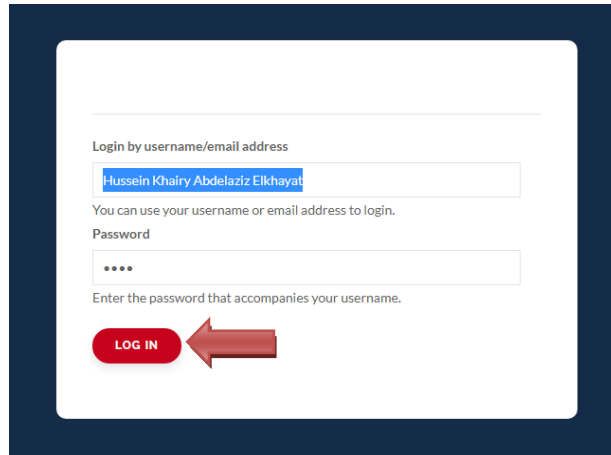 Login by username/email address
Hussein Khairy Abdelaziz Elkhayat
You can use your username or email address to login.
Password
••••
Enter the password that accompanies your username.
LOG IN